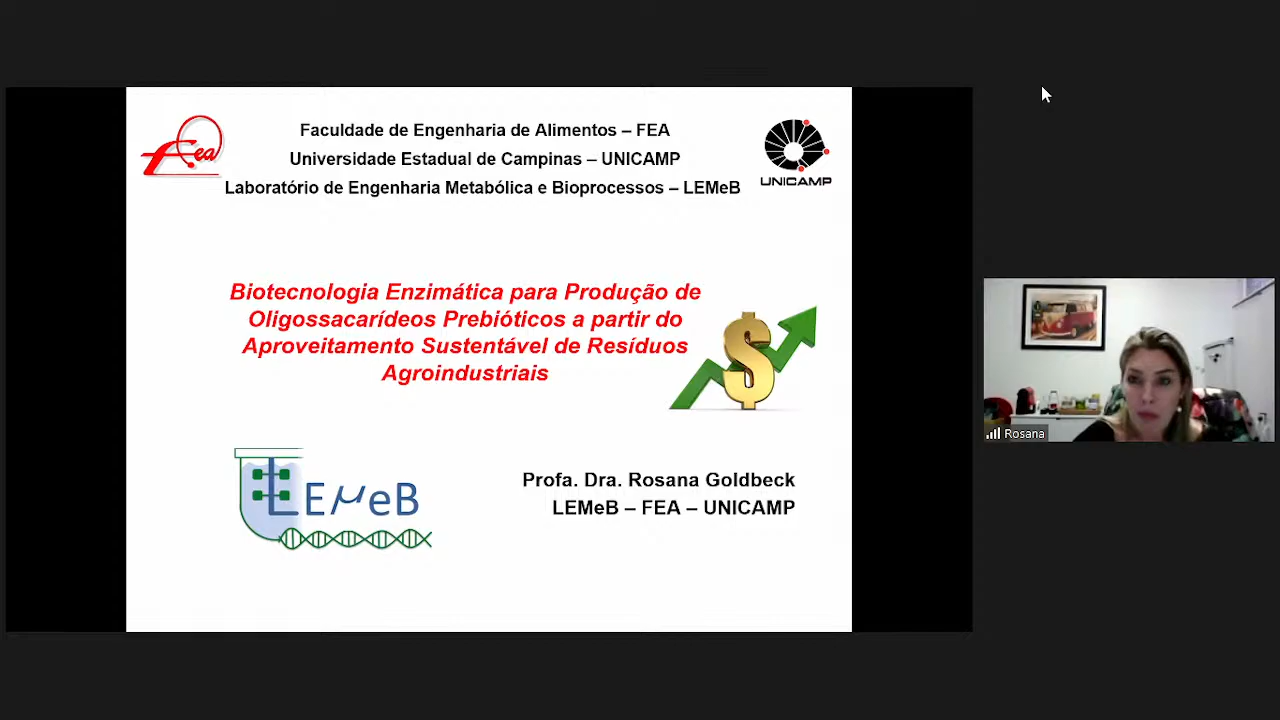 fea
Faculdade de Engenharia de Alimentos – FEA
Universidade Estadual de Campinas – UNICAMP
Laboratório de Engenharia Metabólica e Bioprocessos – LEMeB
UNICAMP
Biotecnologia Enzimática para Produção de
Oligossacarídeos Prebióticos a partir do
Aproveitamento Sustentável de Resíduos
Agroindustriais
$
LEμeB
Profa. Dra. Rosana Goldbeck
LEMeB – FEA – UNICAMP
Rosana